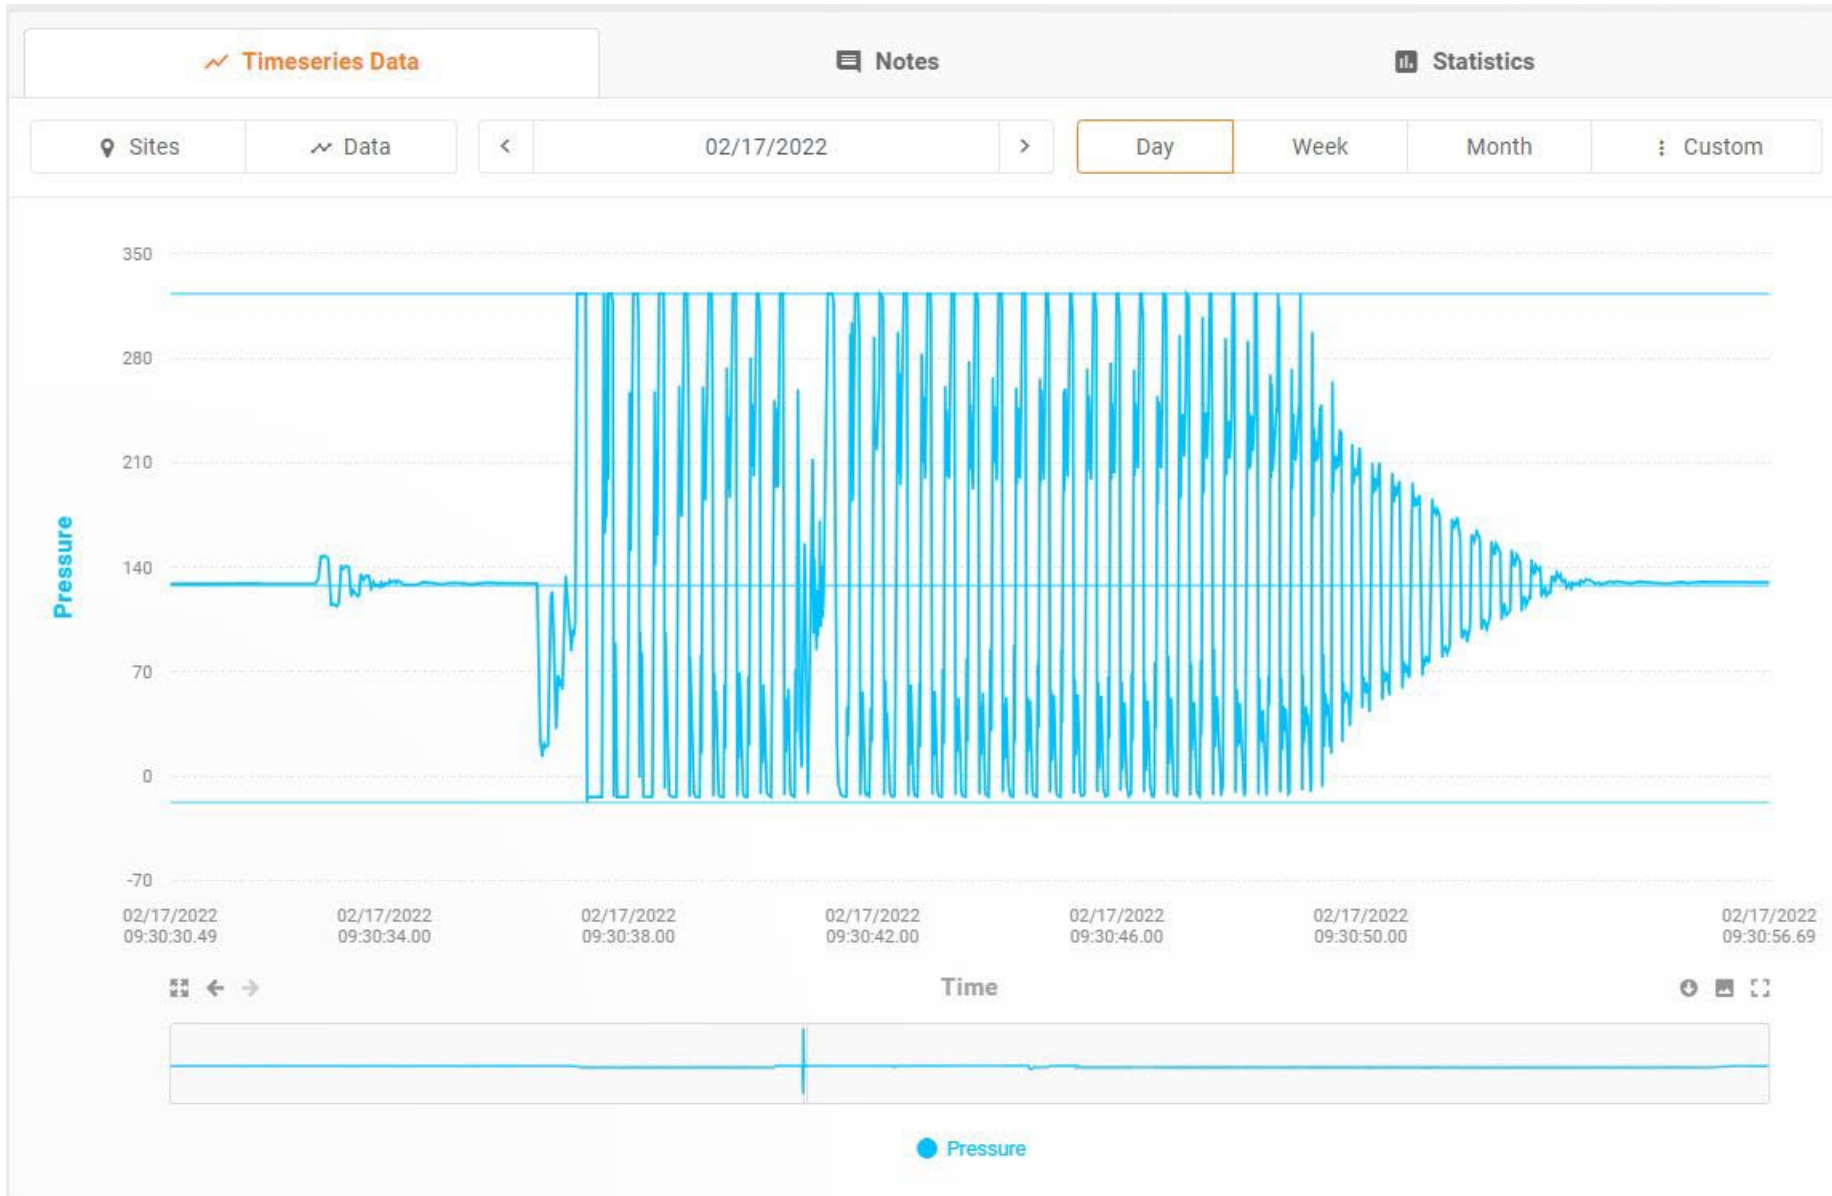 Timeseries Data
Notes
Statistics
Sites
Data
02/17/2022
Day
Week
Month
Custom
350
280
210
140
70
0
-70
Pressure
02/17/2022 02/17/2022 02/17/2022 02/17/2022 02/17/2022 02/17/2022 02/17/2022
09:30:30.49 09:30:34.00 09:30:38.00 09:30:42.00 09:30:46.00 09:30:50.00 09:30:56.69
Time
Pressure